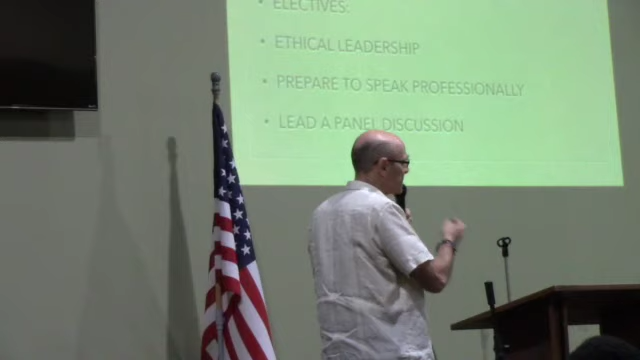 • ELECTIVES:
• ETHICAL LEADERSHIP
• PREPARE TO SPEAK PROFESSIONALLY
• LEAD A PANEL DISCUSSION